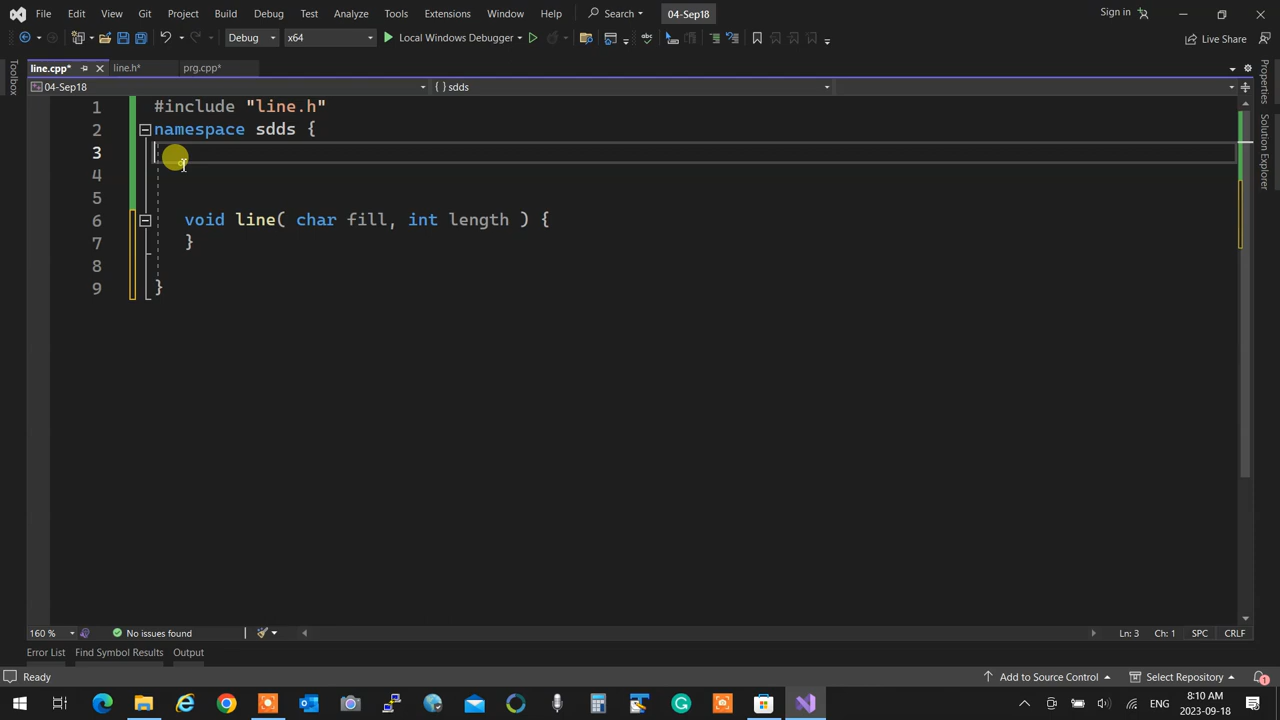 File Edit View Git Project Build Debug Test Analyze Tools Extensions Window Help Search 04-Sep18 Sign in
Debug x64 Local Windows Debugger Live Share
line.cpp* line.h* prg.cpp*
Toolbox
04-Sep18 { } sdds
Properties
Solution Explorer
1 #include "line.h"
2 namespace sdds {
3
4
5
6 void line( char fill, int length ) {
7 }
8
9 }
160 % No issues found Ln: 3 Ch: 1 SPC CRLF
Error List Find Symbol Results Output
Ready Add to Source Control Select Repository 1
ENG 8:10 AM
2023-09-18